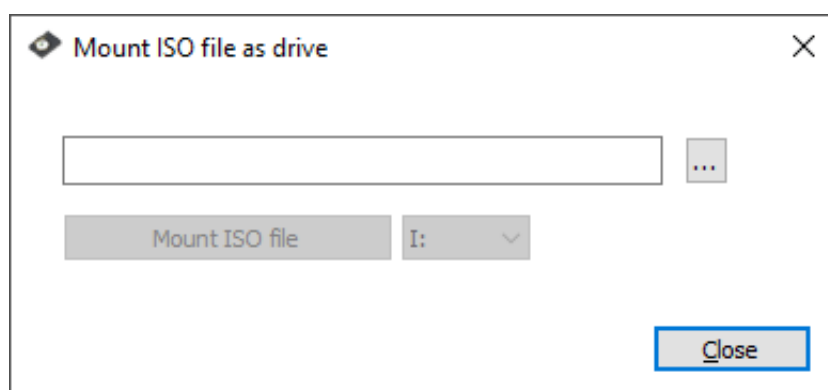 Mount ISO file as drive
...
Mount ISO file I:
Close